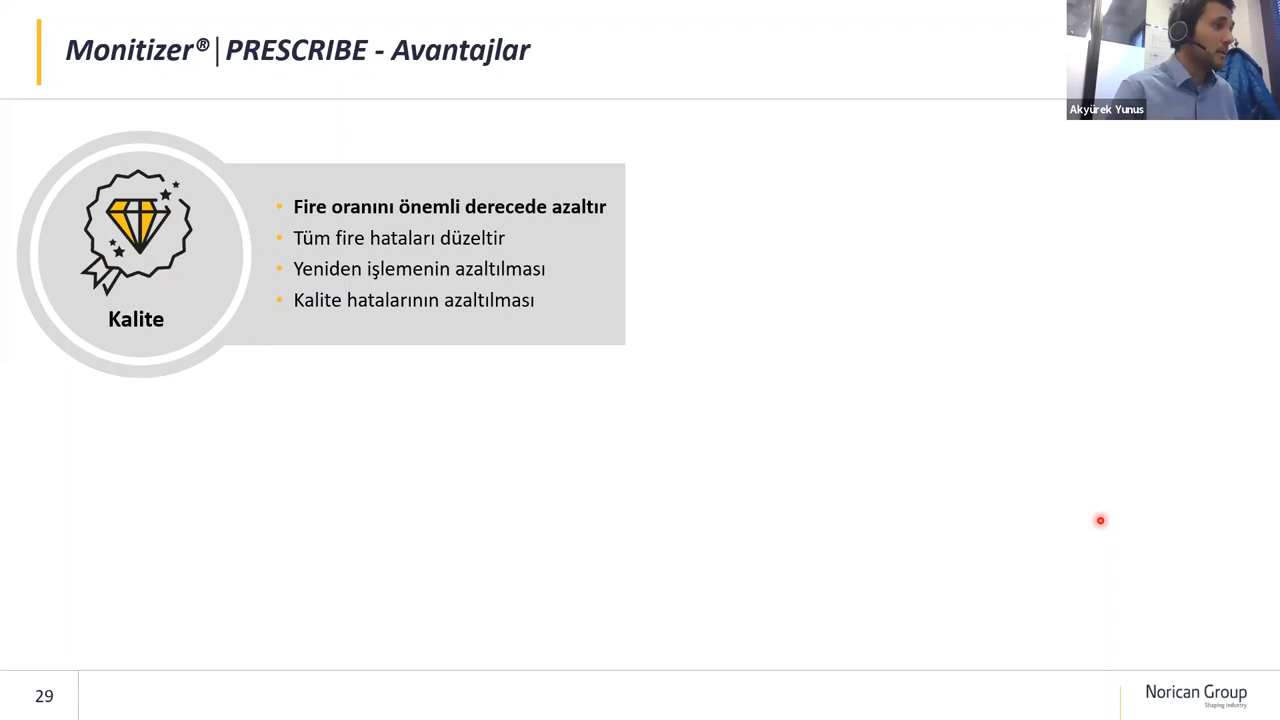 Monitizer®|PRESCRIBE - Avantajlar
Akyürek Yunus
Kalite
• Fire oranını önemli derecede azaltır
• Tüm fire hataları düzeltir
• Yeniden işlemenin azaltılması
• Kalite hatalarının azaltılması
29
Norican Group
Shaping Industry